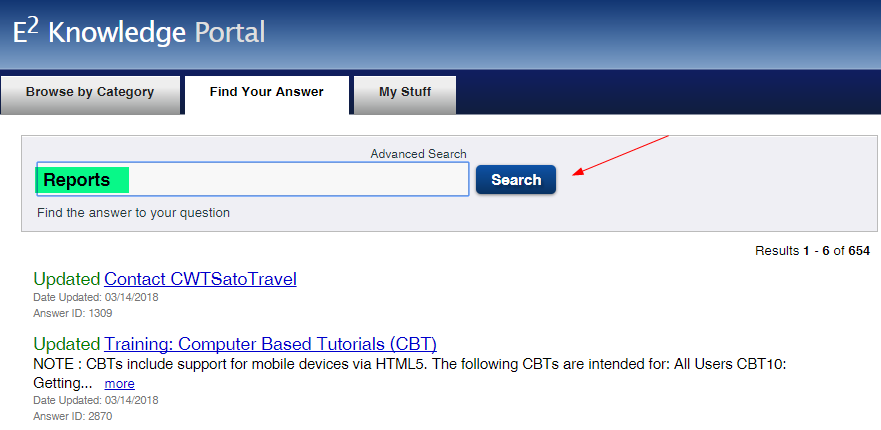 E2 Knowledge Portal
Browse by Category Find Your Answer My Stuff
Advanced Search
Reports Search
Find the answer to your question
Results 1 - 6 of 654
Updated Contact CWTSatoTravel
Date Updated: 03/14/2018
Answer ID: 1309
Updated Training: Computer Based Tutorials (CBT)
NOTE : CBTs include support for mobile devices via HTML5. The following CBTs are intended for: All Users CBT10:
Getting... more
Date Updated: 03/14/2018
Answer ID: 2870